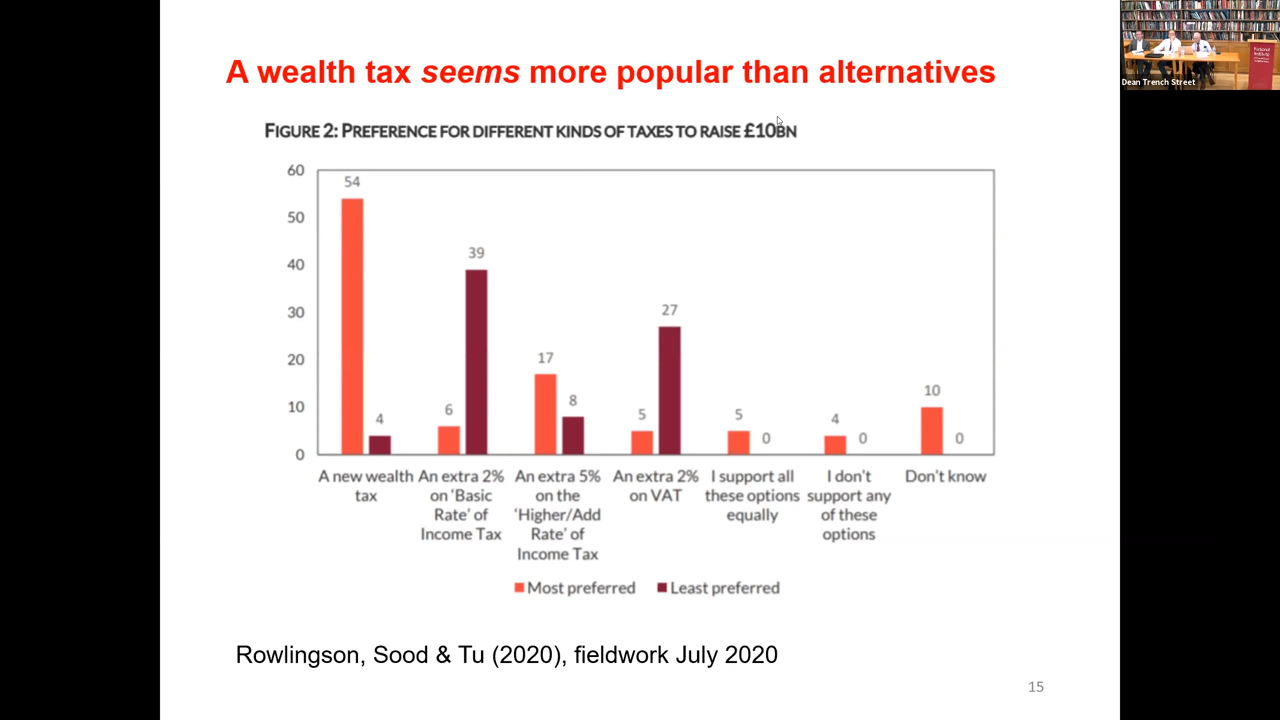 A wealth tax seems more popular than alternatives
FIGURE 2: PREFERENCE FOR DIFFERENT KINDS OF TAXES TO RAISE £10BN
60
50
40
30
20
10
0
54
4
6
39
17
8
5
27
5
0
4
0
10
0
A new wealth
tax
An extra 2%
on ‘Basic
Rate’ of
Income Tax
An extra 5%
on the
‘Higher/Add
Rate’ of
Income Tax
An extra 2%
on VAT
I support all
these options
equally
I don't
support any
of these
options
Don't know
Most preferred
Least preferred
Rowlingson, Sood & Tu (2020), fieldwork July 2020
15
Dean Trench Street
National
Institute